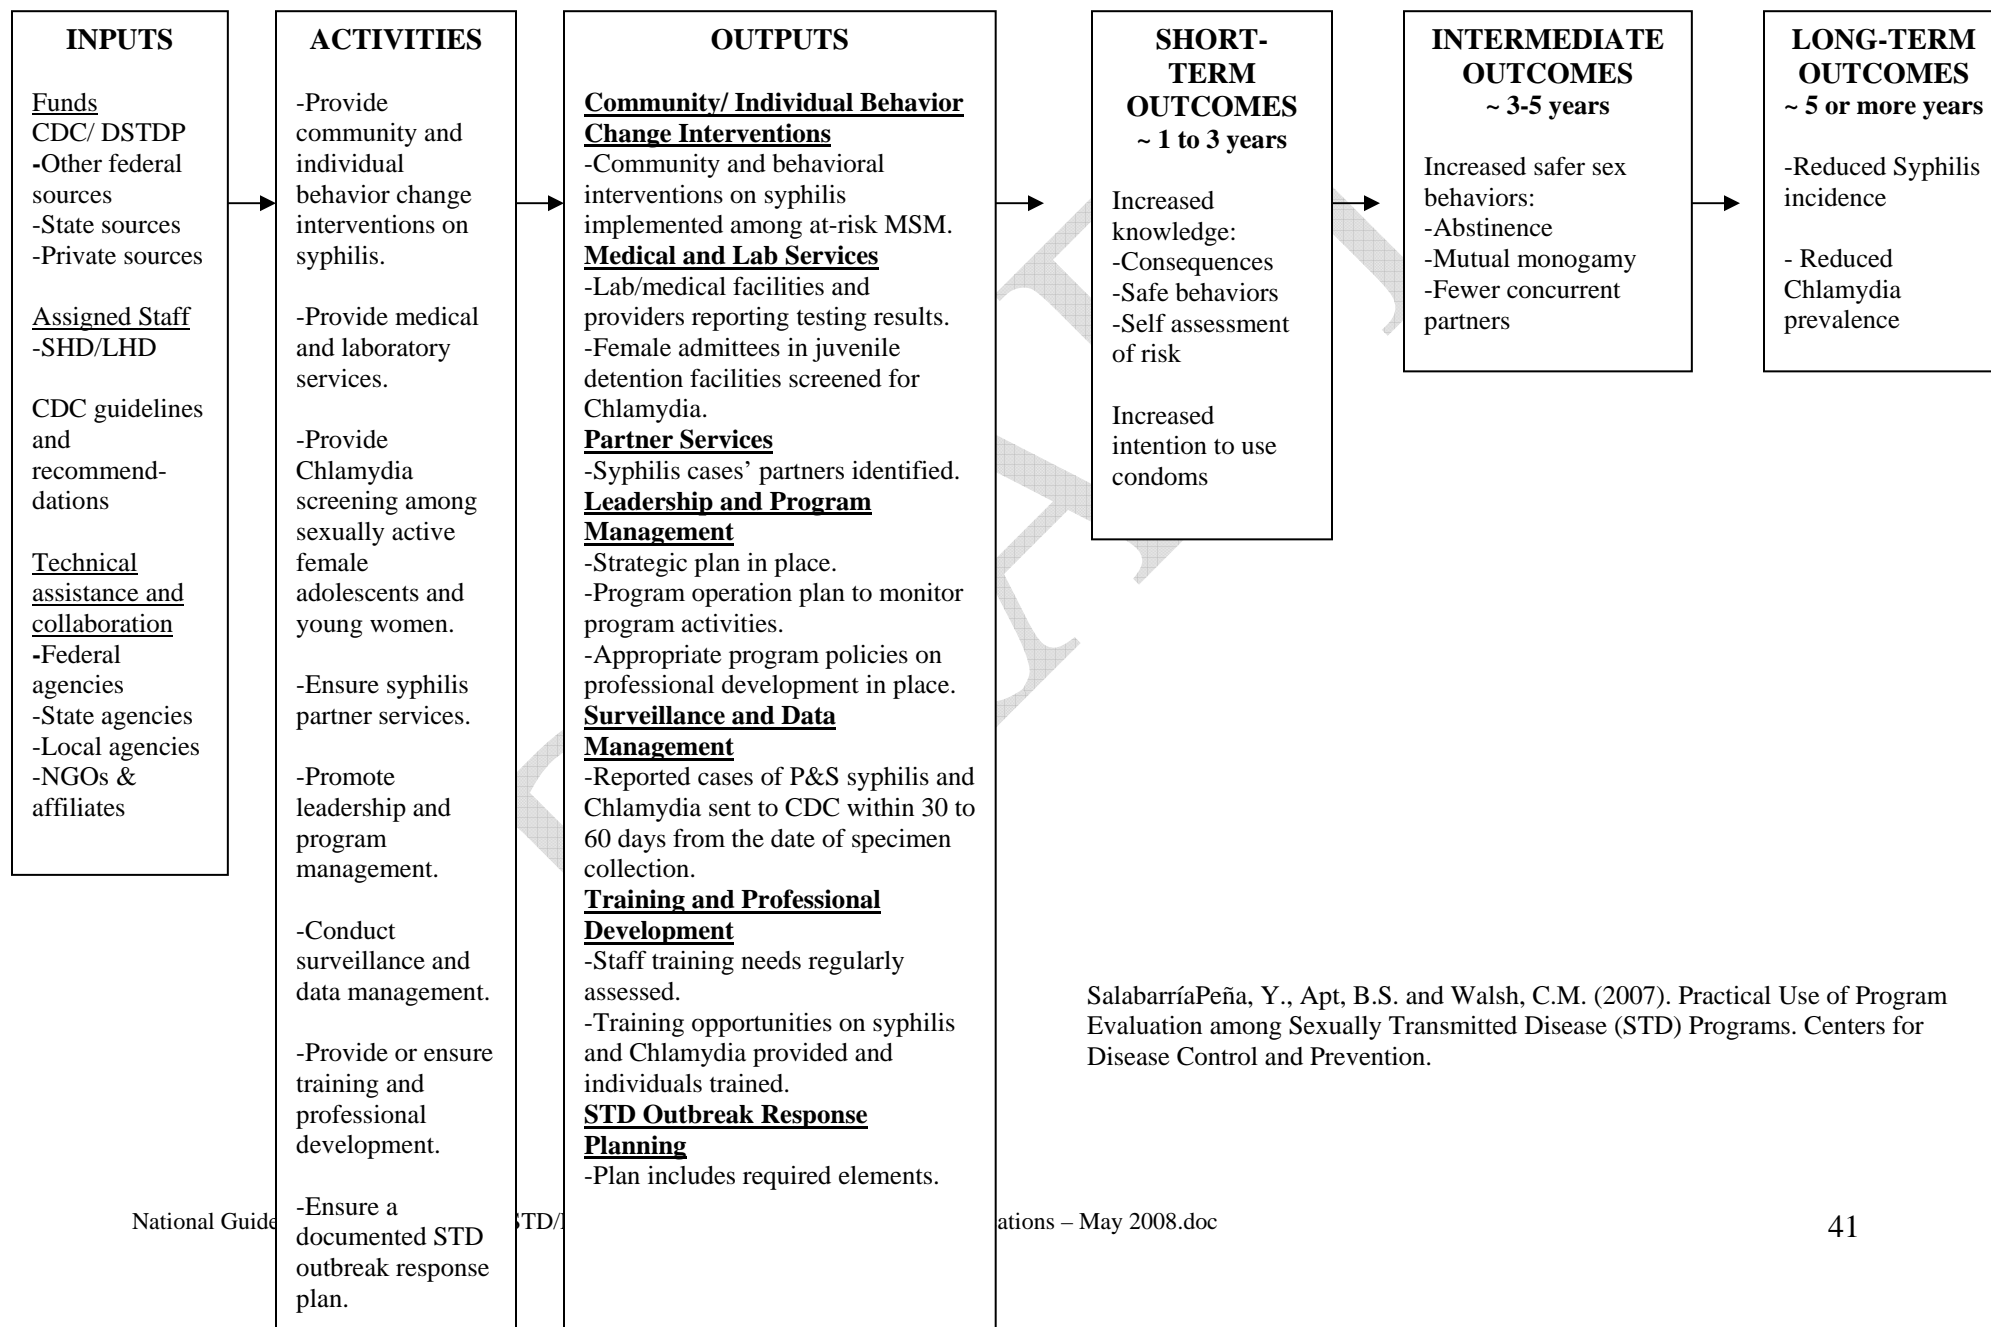 INPUTS
Funds
CDC/ DSTDP
-Other federal
sources
-State sources
-Private sources
Assigned Staff
-SHD/LHD
CDC guidelines
and
recommend-
dations
Technical
assistance and
collaboration
-Federal
agencies
-State agencies
-Local agencies
-NGOs &
affiliates
ACTIVITIES
-Provide
community and
individual
behavior change
interventions on
syphilis.
-Provide medical
and laboratory
services.
-Provide
Chlamydia
screening among
sexually active
female
adolescents and
young women.
-Ensure syphilis
partner services.
-Promote
leadership and
program
management.
-Conduct
surveillance and
data management.
-Provide or ensure
training and
professional
development.
-Ensure a
documented STD
outbreak response
plan.
OUTPUTS
Community/ Individual Behavior
Change Interventions
-Community and behavioral
interventions on syphilis
implemented among at-risk MSM.
Medical and Lab Services
-Lab/medical facilities and
providers reporting testing results.
-Female admittees in juvenile
detention facilities screened for
Chlamydia.
Partner Services
-Syphilis cases’ partners identified.
Leadership and Program
Management
-Strategic plan in place.
-Program operation plan to monitor
program activities.
-Appropriate program policies on
professional development in place.
Surveillance and Data
Management
-Reported cases of P&S syphilis and
Chlamydia sent to CDC within 30 to
60 days from the date of specimen
collection.
Training and Professional
Development
-Staff training needs regularly
assessed.
-Training opportunities on syphilis
and Chlamydia provided and
individuals trained.
STD Outbreak Response
Planning
-Plan includes required elements.
SHORT-
TERM
OUTCOMES
~ 1 to 3 years
Increased
knowledge:
-Consequences
-Safe behaviors
-Self assessment
of risk
Increased
intention to use
condoms
INTERMEDIATE
OUTCOMES
~ 3-5 years
Increased safer sex
behaviors:
-Abstinence
-Mutual monogamy
-Fewer concurrent
partners
LONG-TERM
OUTCOMES
~ 5 or more years
-Reduced Syphilis
incidence
- Reduced
Chlamydia
prevalence
SalabarríaPeña, Y., Apt, B.S. and Walsh, C.M. (2007). Practical Use of Program
Evaluation among Sexually Transmitted Disease (STD) Programs. Centers for
Disease Control and Prevention.
National Guide STD/ ations – May 2008.doc 41